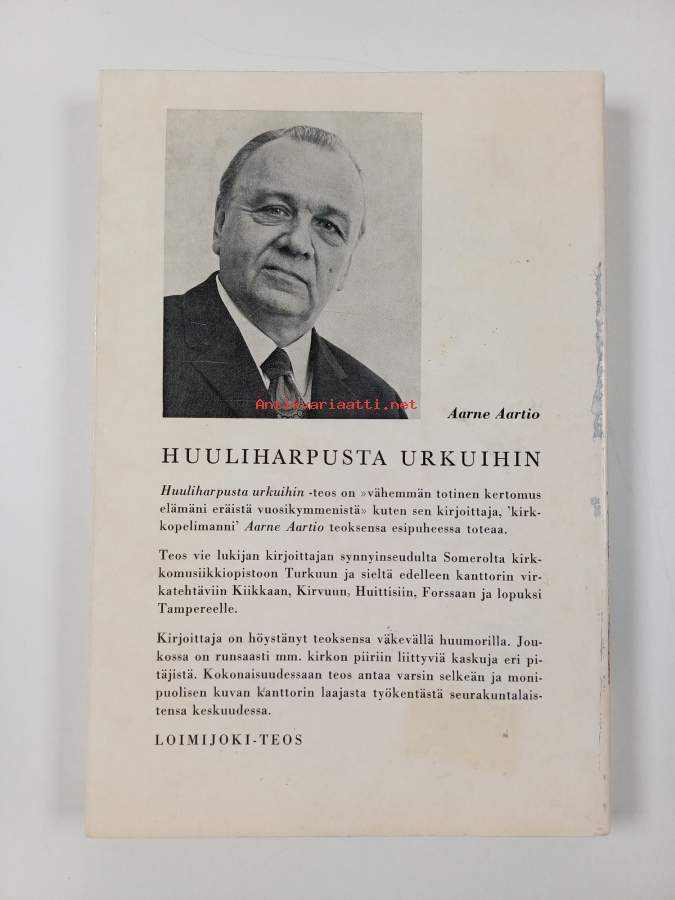 Antikvariaatti.net
Aarne Aartio
HUULIHARPUSTA URKUIHIN
Huuliharpusta urkuihin -teos on »vähemmän totinen kertomus
elämäni eräistä vuosikymmenistä» kuten sen kirjoittaja, 'kirk-
kopelimanni' Aarne Aartio teoksensa esipuheessa toteaa.
Teos vie lukijan kirjoittajan synnyinseudulta Somerolta kirk-
komusiikkiopistoon Turkuun ja sieltä edelleen kanttorin vir-
katehtäviin Kiikkaan, Kirvuun, Huittisiin, Forssaan ja lopuksi
Tampereelle.
Kirjoittaja on höystänyt teoksensa väkevällä huumorilla. Jou-
kossa on runsaasti mm. kirkon piiriin liittyviä kaskuja eri pi-
täjistä. Kokonaisuudessaan teos antaa varsin selkeän ja moni-
puolisen kuvan kanttorin laajasta työkentästä seurakuntalais-
tensa keskuudessa.
LOIMIJOKI-TEOS